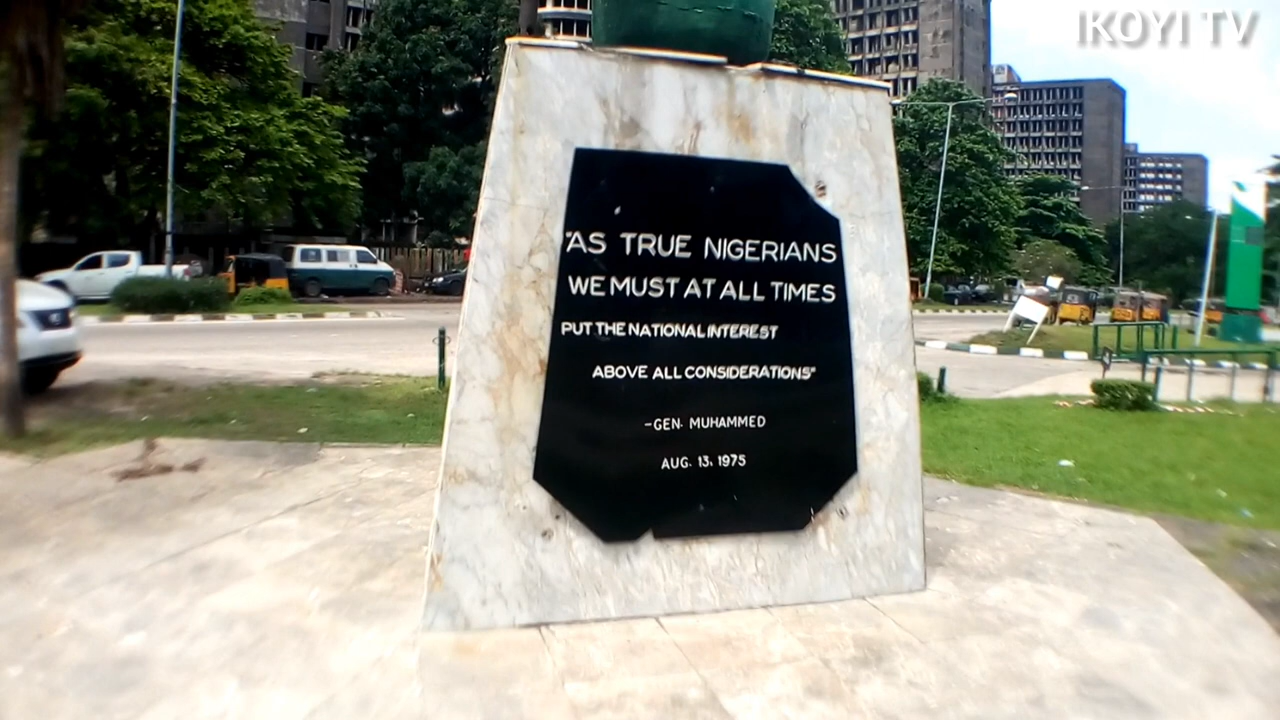 IKOYI TV
"AS TRUE NIGERIANS
WE MUST AT ALL TIMES
PUT THE NATIONAL INTEREST
ABOVE ALL CONSIDERATIONS"
-GEN. MUHAMMED
AUG. 13, 1975